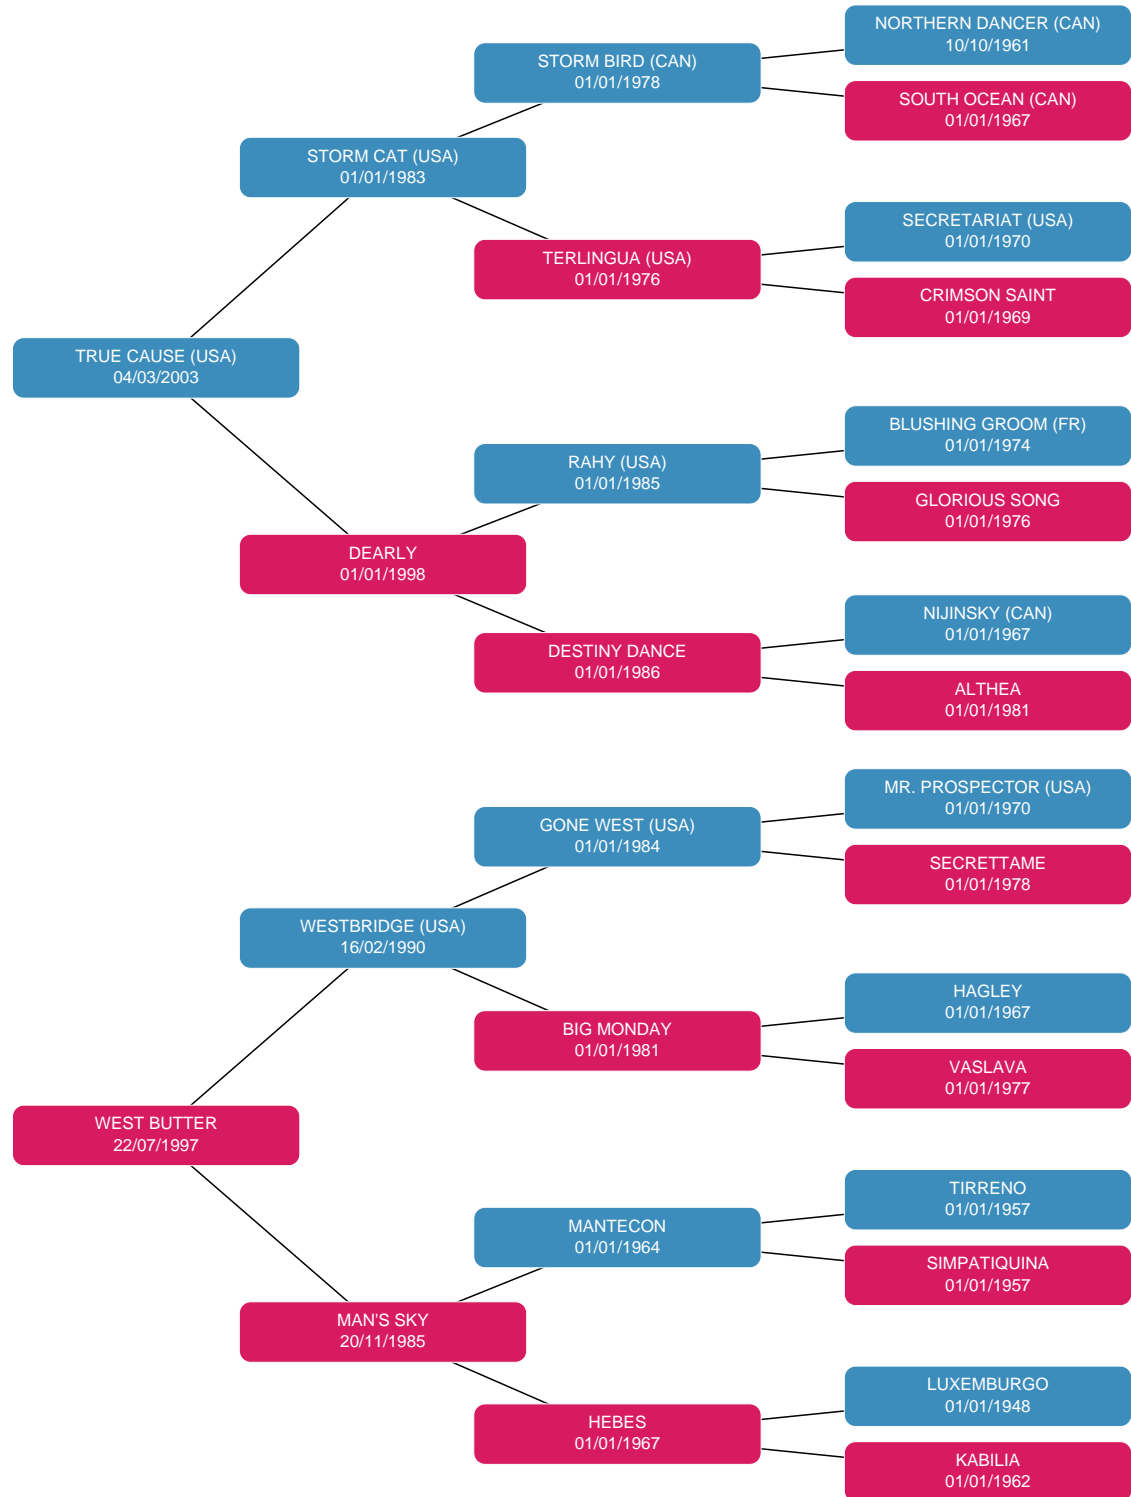 NORTHERN DANCER (CAN)
10/10/1961
STORM BIRD (CAN)
01/01/1978
SOUTH OCEAN (CAN)
01/01/1967
STORM CAT (USA)
01/01/1983
SECRETARIAT (USA)
01/01/1970
TERLINGUA (USA)
01/01/1976
CRIMSON SAINT
01/01/1969
TRUE CAUSE (USA)
04/03/2003
BLUSHING GROOM (FR)
01/01/1974
RAHY (USA)
01/01/1985
GLORIOUS SONG
01/01/1976
DEARLY
01/01/1998
NIJINSKY (CAN)
01/01/1967
DESTINY DANCE
01/01/1986
ALTHEA
01/01/1981
MR. PROSPECTOR (USA)
01/01/1970
GONE WEST (USA)
01/01/1984
SECRETTAME
01/01/1978
WESTBRIDGE (USA)
16/02/1990
HAGLEY
01/01/1967
BIG MONDAY
01/01/1981
VASLAVA
01/01/1977
WEST BUTTER
22/07/1997
TIRRENO
01/01/1957
MANTECON
01/01/1964
SIMPATIQUINA
01/01/1957
MAN'S SKY
20/11/1985
LUXEMBURGO
01/01/1948
HEBES
01/01/1967
KABILIA
01/01/1962